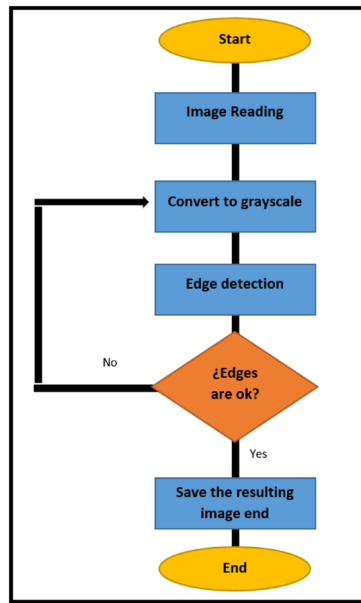 Start
Image Reading
Convert to grayscale
Edge detection
No
¿Edges
are ok?
Yes
Save the resulting
image end
End